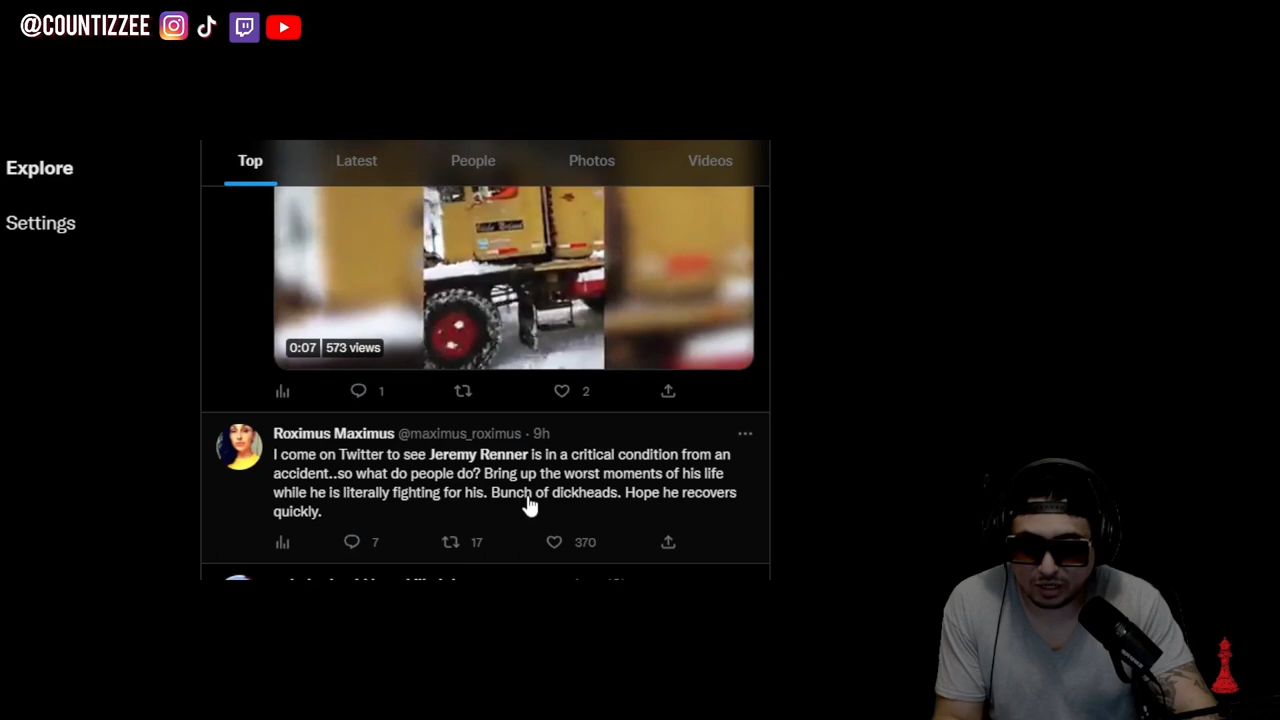 @COUNTIZZEE
Explore
Settings
Top Latest People Photos Videos
0:07 573 views
1 2
Roximus Maximus @maximus_roximus · 9h
I come on Twitter to see Jeremy Renner is in a critical condition from an
accident..so what do people do? Bring up the worst moments of his life
while he is literally fighting for his. Bunch of dickheads. Hope he recovers
quickly.
7 17 370